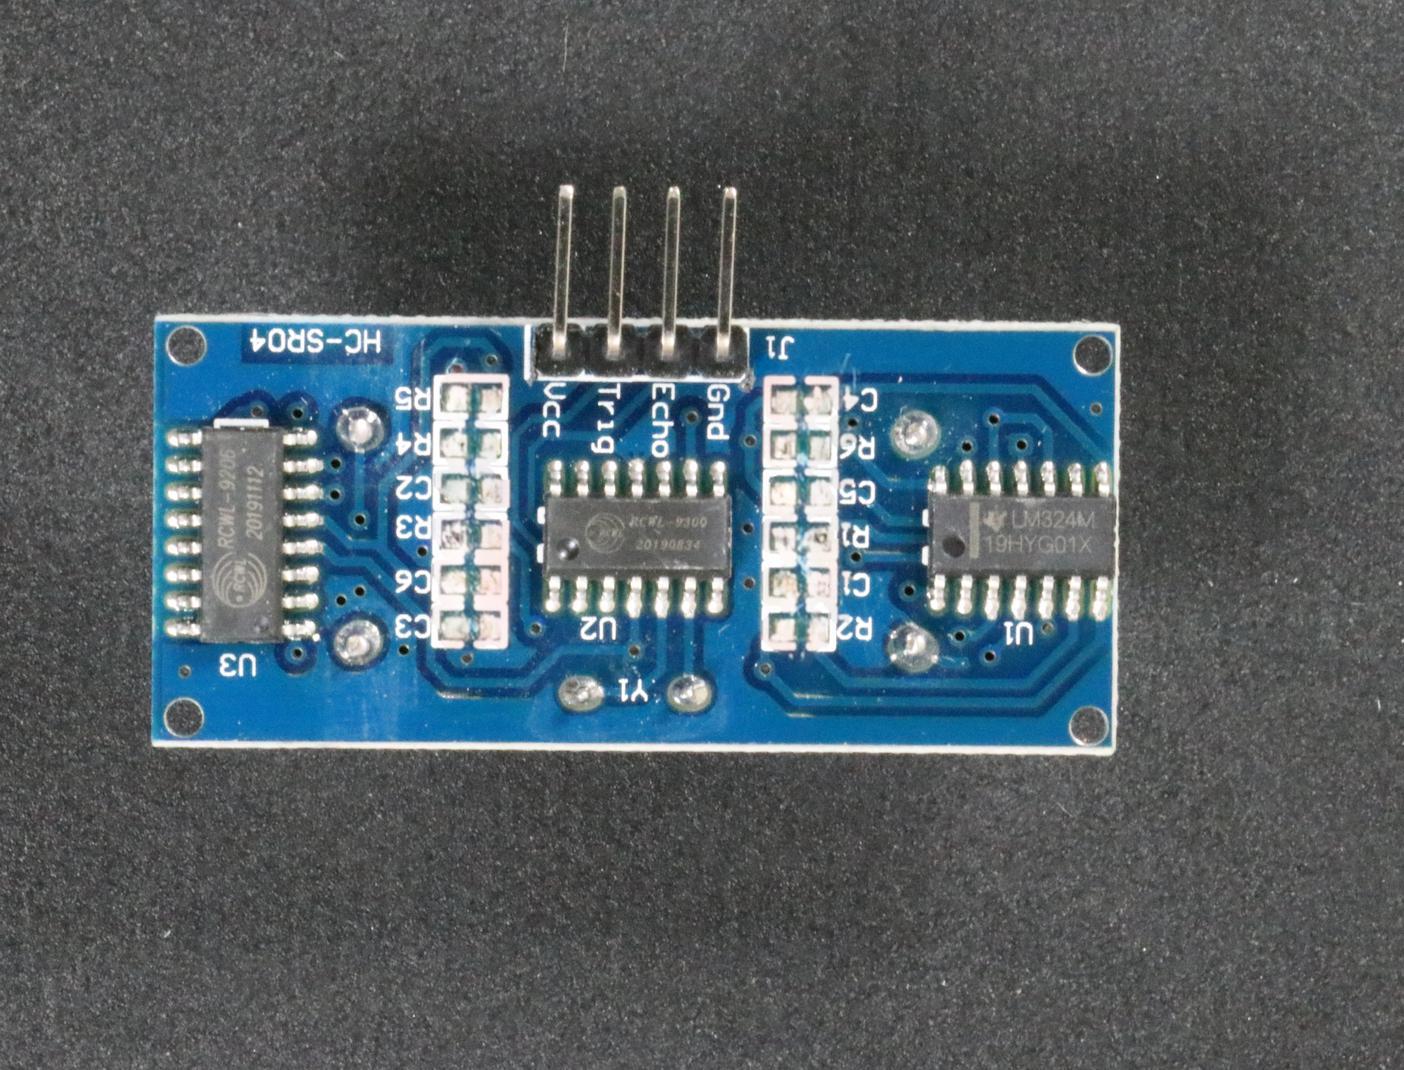 HC-SR04
J1
Vcc
Trig
Echo
Gnd
R5
R4
C2
R3
C6
C3
C4
R6
C5
R1
C1
R2
RCWL-9206
20191112
RCWL
U3
RCWL-9300
20190834
U2
LM324M
19HYG01X
U1
Y1